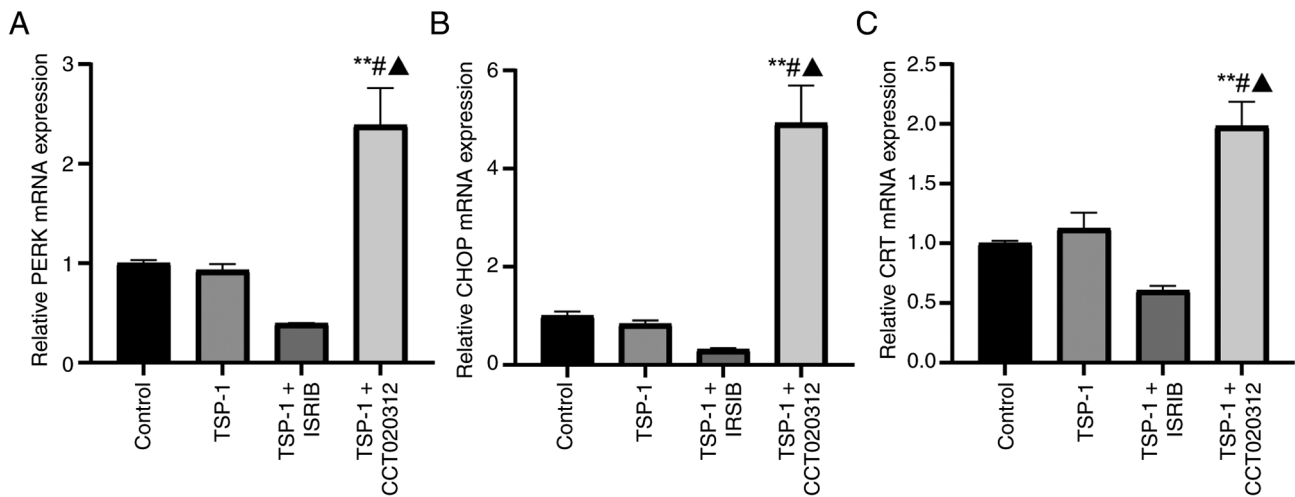 A
Relative PERK mRNA expression
3
2
1
0
**#▲
Control
TSP-1
TSP-1 +
ISRIB
TSP-1 +
CCT020312
B
Relative CHOP mRNA expression
6
4
2
0
**#▲
Control
TSP-1
TSP-1 +
IRSIB
TSP-1 +
CCT020312
C
Relative CRT mRNA expression
2.5
2.0
1.5
1.0
0.5
0.0
**#▲
Control
TSP-1
TSP-1 +
ISRIB
TSP-1 +
CCT020312